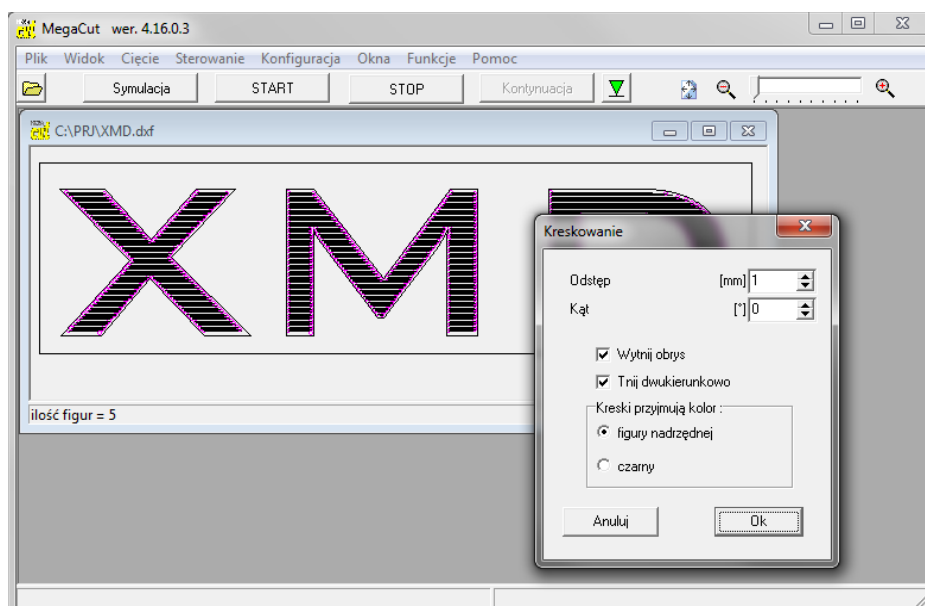 MegaCut wer. 4.16.0.3
Plik Widok Cięcie Sterowanie Konfiguracja Okna Funkcje Pomoc
Symulacja START STOP Kontynuacja
C:\PRJ\XMD.dxf
XMD
Kreskowanie
Odstęp [mm] 1
Kąt [°] 0
Wytnij obrys
Tnij dwukierunkowo
Kreski przyjmują kolor :
figury nadrzędnej
czarny
Anuluj Ok
ilość figur = 5